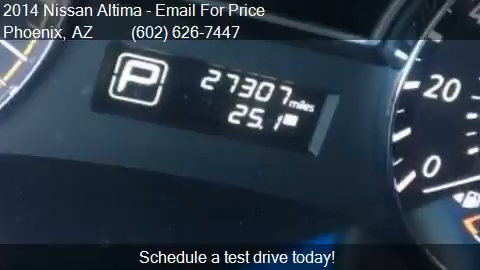 2014 Nissan Altima - Email For Price
Phoenix, AZ (602) 626-7447
P
27307 miles
25.1
20
0
Schedule a test drive today!